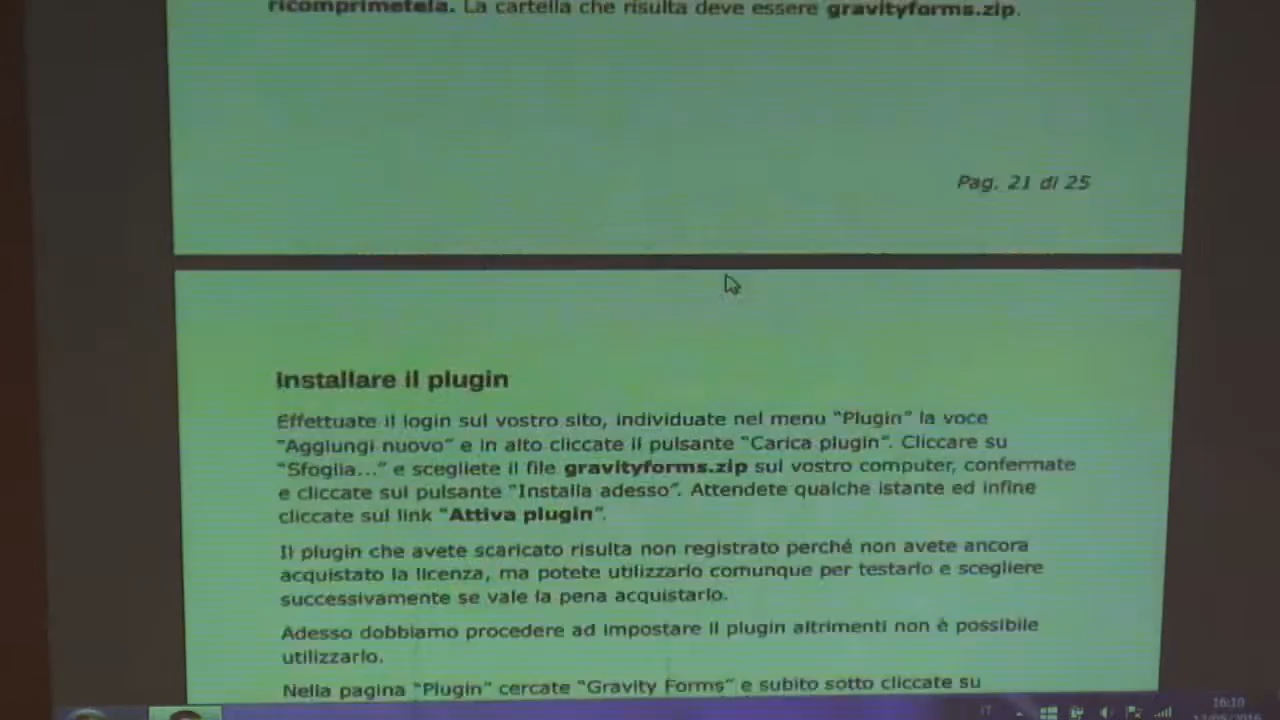 ricomprimetela. La cartella che risulta deve essere gravityforms.zip.
Pag. 21 di 25
Installare il plugin
Effettuate il login sul vostro sito, individuate nel menu “Plugin” la voce
“Aggiungi nuovo” e in alto cliccate il pulsante “Carica plugin”. Cliccare su
“Sfoglia...” e scegliete il file gravityforms.zip sul vostro computer, confermate
e cliccate sul pulsante “Installa adesso”. Attendete qualche istante ed infine
cliccate sul link “Attiva plugin”.
Il plugin che avete scaricato risulta non registrato perché non avete ancora
acquistato la licenza, ma potete utilizzarlo comunque per testarlo e scegliere
successivamente se vale la pena acquistarlo.
Adesso dobbiamo procedere ad impostare il plugin altrimenti non è possibile
utilizzarlo.
Nella pagina “Plugin” cercate “Gravity Forms” e subito sotto cliccate su
IT
16:10